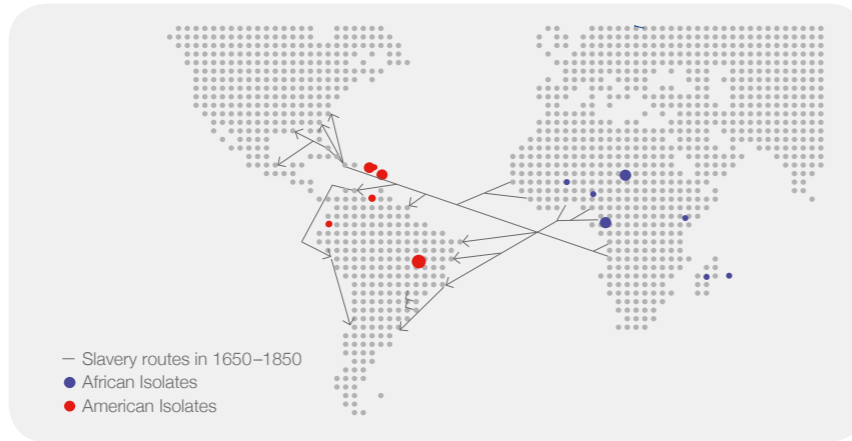 Slavery routes in 1650–1850
African Isolates
American Isolates